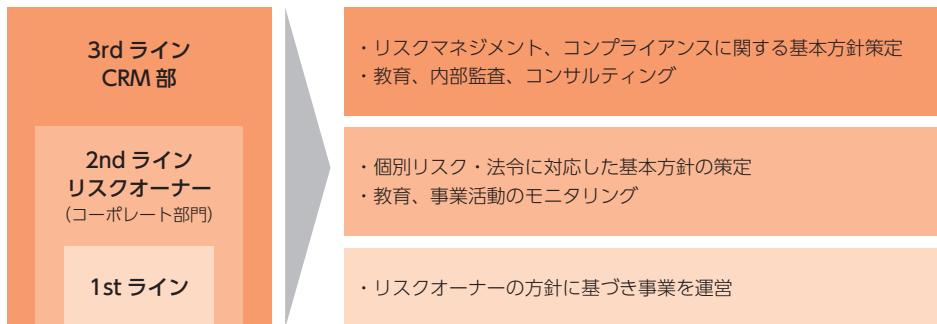 3rd ライン
CRM 部
・リスクマネジメント、コンプライアンスに関する基本方針策定
・教育、内部監査、コンサルティング
2nd ライン
リスクオーナー
(コーポレート部門)
・個別リスク・法令に対応した基本方針の策定
・教育、事業活動のモニタリング
1st ライン
・リスクオーナーの方針に基づき事業を運営